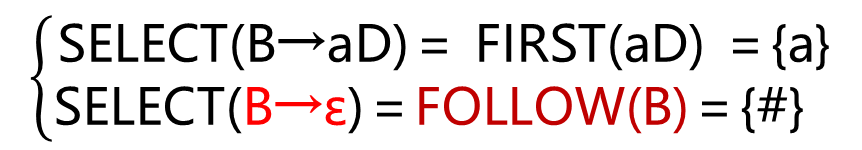 SELECT(B→aD) = FIRST(aD) = {a}
SELECT(B→ε) = FOLLOW(B) = {#}